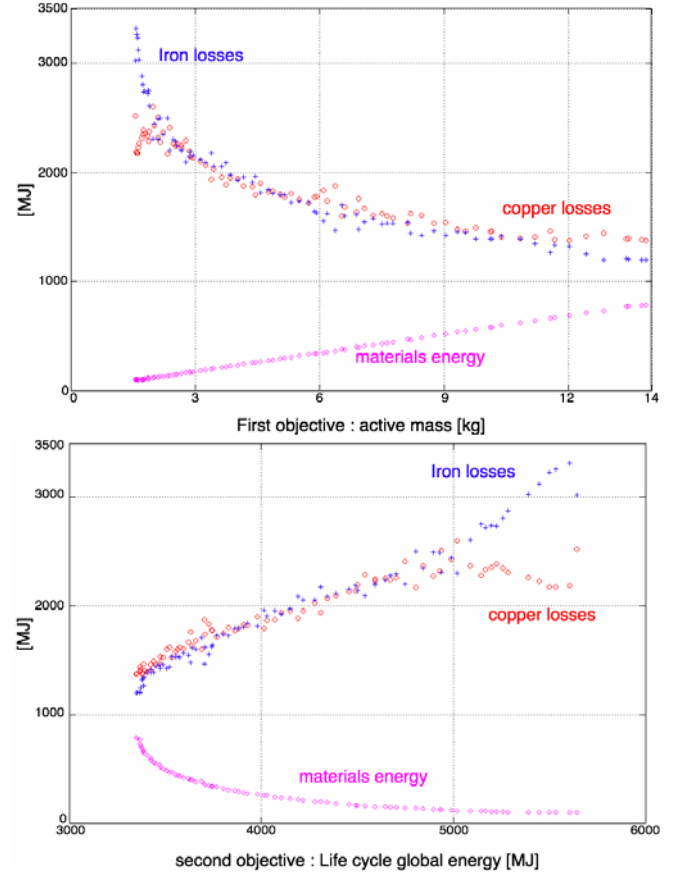 3500
Iron losses
3000
2000
[MJ]
copper losses
1000
materials energy
0
0 3 6 9 12 14
First objective : active mass [kg]
3500
Iron losses
3000
2000
copper losses
[MJ]
1000
materials energy
0
3000 4000 5000 6000
second objective : Life cycle global energy [MJ]